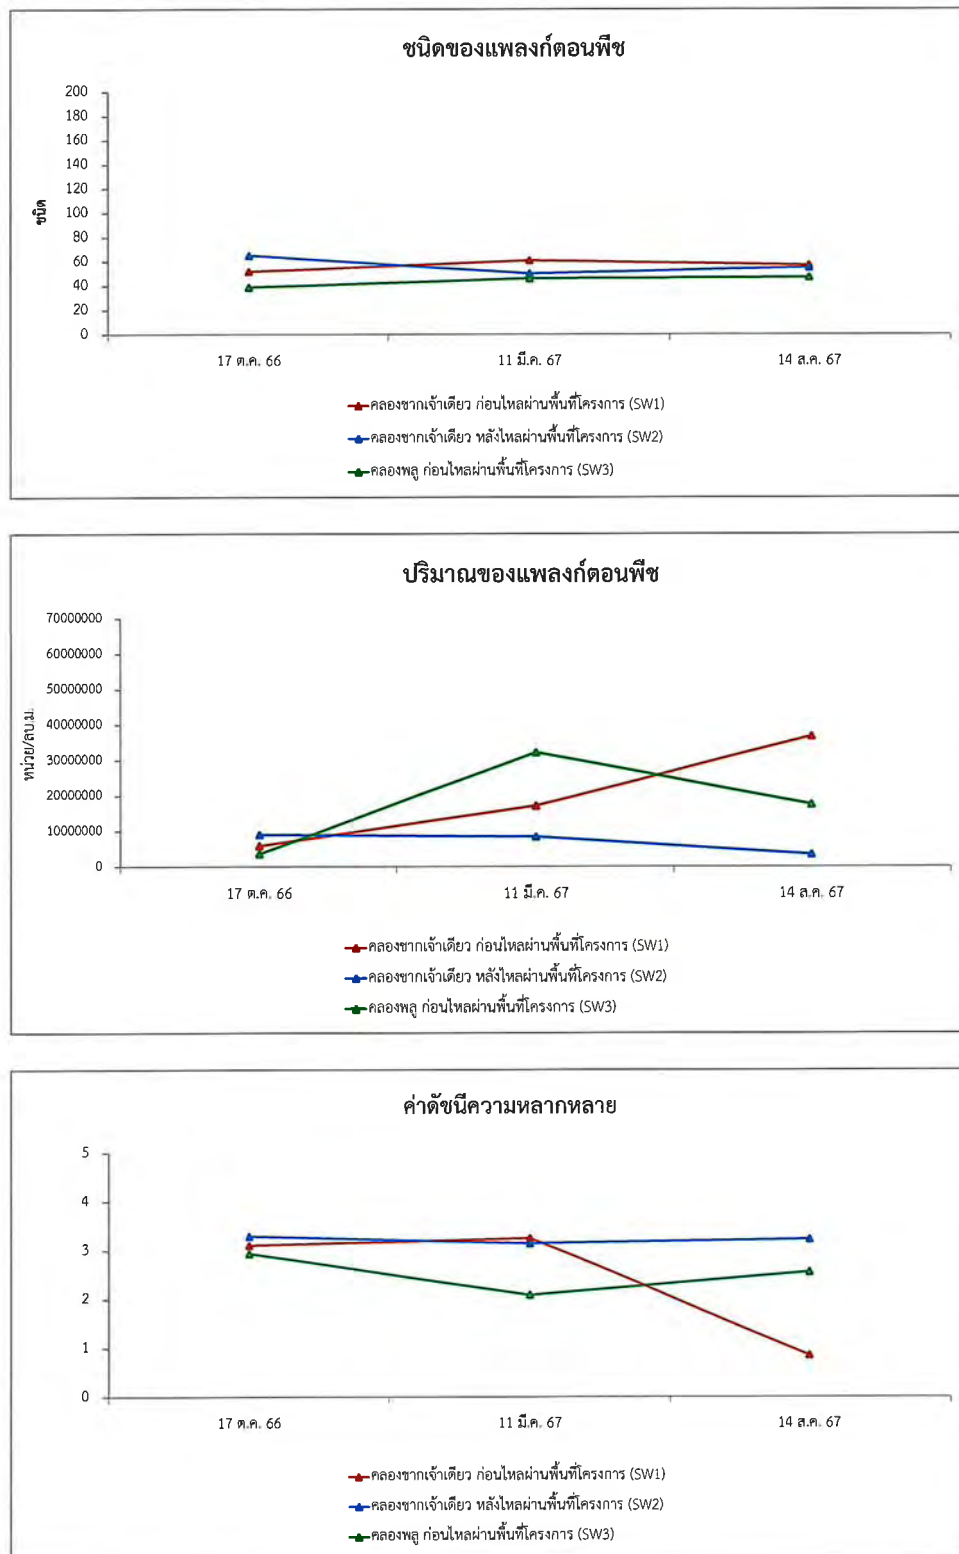 ชนิดของแพลงก์ตอนพืช
200
180
160
140
120
100
80
60
40
20
0
ชนิด
17 ต.ค. 66
11 มี.ค. 67
14 ส.ค. 67
คลองชากเจ้าเดียว ก่อนไหลผ่านพื้นที่โครงการ (SW1)
คลองชากเจ้าเดียว หลังไหลผ่านพื้นที่โครงการ (SW2)
คลองพลู ก่อนไหลผ่านพื้นที่โครงการ (SW3)
ปริมาณของแพลงก์ตอนพืช
70000000
60000000
50000000
40000000
30000000
20000000
10000000
0
หน่วย/ลบ.ม.
17 ต.ค. 66
11 มี.ค. 67
14 ส.ค. 67
คลองชากเจ้าเดียว ก่อนไหลผ่านพื้นที่โครงการ (SW1)
คลองชากเจ้าเดียว หลังไหลผ่านพื้นที่โครงการ (SW2)
คลองพลู ก่อนไหลผ่านพื้นที่โครงการ (SW3)
ค่าดัชนีความหลากหลาย
5
4
3
2
1
0
17 ต.ค. 66
11 มี.ค. 67
14 ส.ค. 67
คลองชากเจ้าเดียว ก่อนไหลผ่านพื้นที่โครงการ (SW1)
คลองชากเจ้าเดียว หลังไหลผ่านพื้นที่โครงการ (SW2)
คลองพลู ก่อนไหลผ่านพื้นที่โครงการ (SW3)